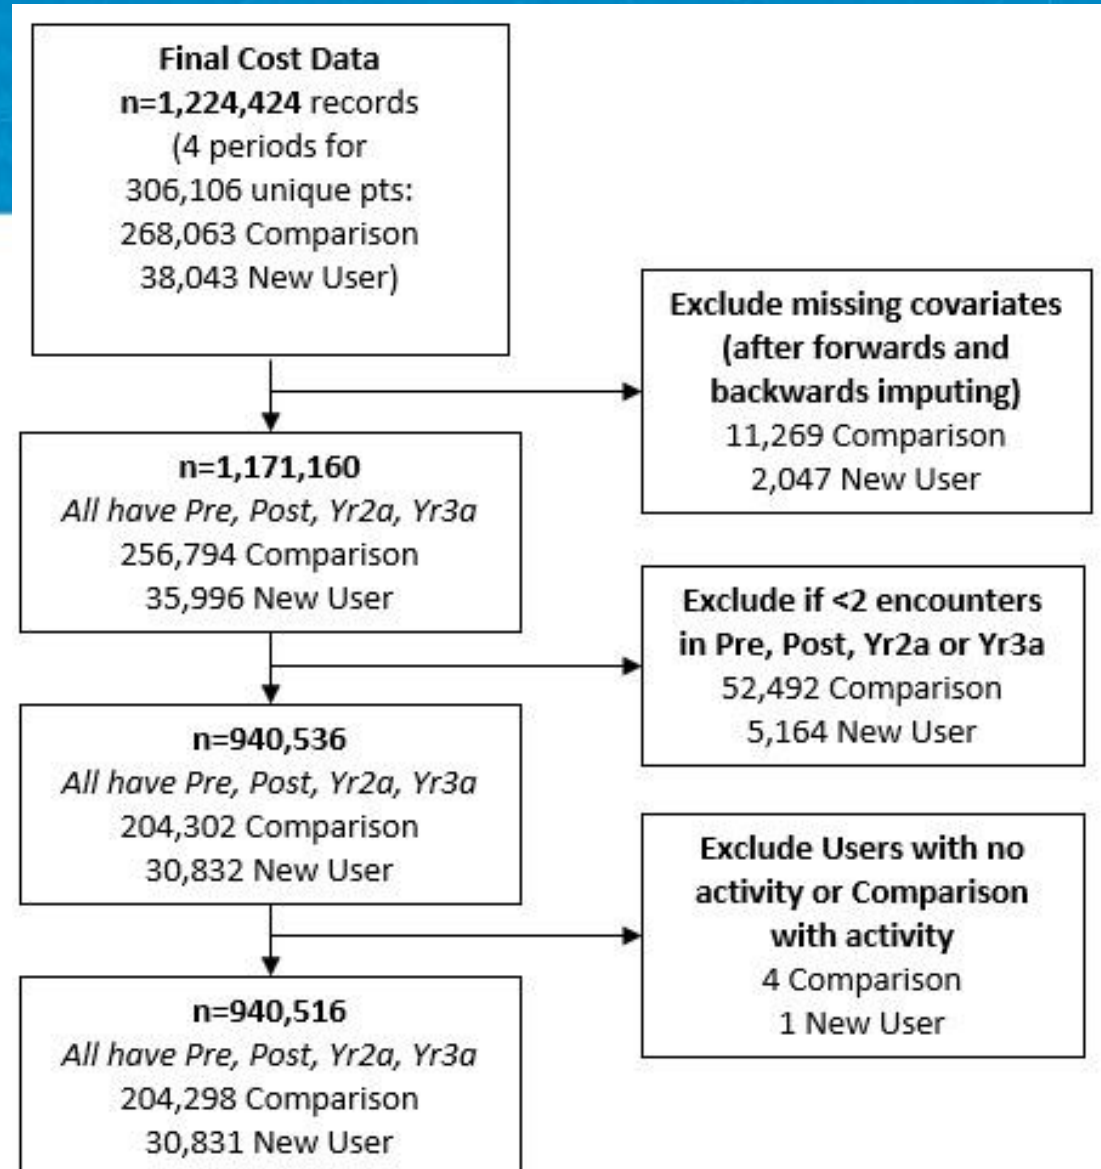 Final Cost Data
n=1,224,424 records
(4 periods for
306,106 unique pts:
268,063 Comparison
38,043 New User)
Exclude missing covariates
(after forwards and
backwards imputing)
11,269 Comparison
2,047 New User
n=1,171,160
All have Pre, Post, Yr2a, Yr3a
256,794 Comparison
35,996 New User
Exclude if <2 encounters
in Pre, Post, Yr2a or Yr3a
52,492 Comparison
5,164 New User
n=940,536
All have Pre, Post, Yr2a, Yr3a
204,302 Comparison
30,832 New User
Exclude Users with no
activity or Comparison
with activity
4 Comparison
1 New User
n=940,516
All have Pre, Post, Yr2a, Yr3a
204,298 Comparison
30,831 New User